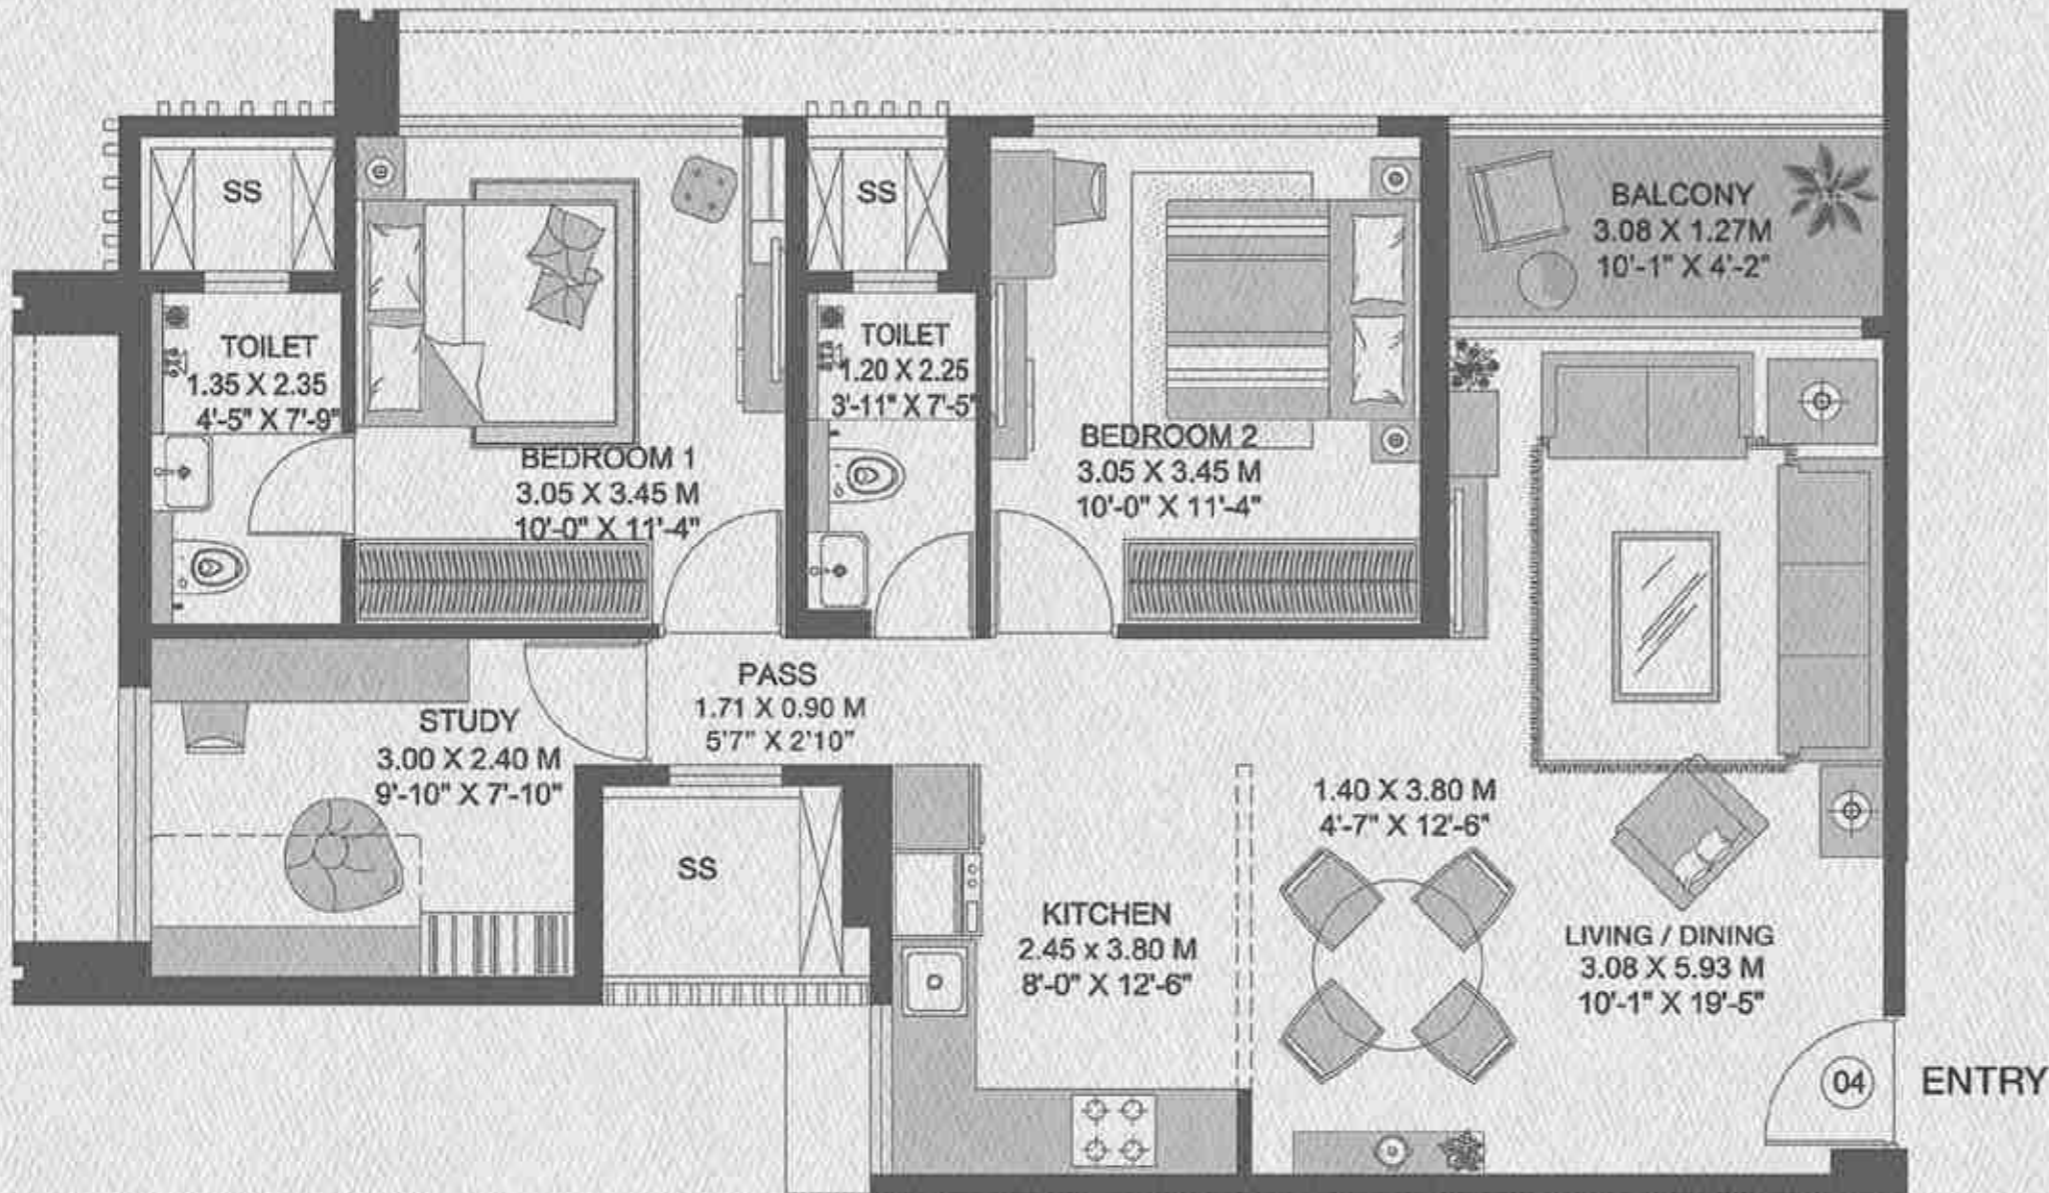 SS
SS
BALCONY
3.08 X 1.27M
10'-1" X 4'-2"
TOILET
1.35 X 2.35
4'-5" X 7'-9"
TOILET
1.20 X 2.25
3'-11" X 7'-5"
BEDROOM 1
3.05 X 3.45 M
10'-0" X 11'-4"
BEDROOM 2
3.05 X 3.45 M
10'-0" X 11'-4"
PASS
1.71 X 0.90 M
5'7" X 2'10"
STUDY
3.00 X 2.40 M
9'-10" X 7'-10"
SS
1.40 X 3.80 M
4'-7" X 12'-6"
KITCHEN
2.45 x 3.80 M
8'-0" X 12'-6"
LIVING / DINING
3.08 X 5.93 M
10'-1" X 19'-5"
04 ENTRY